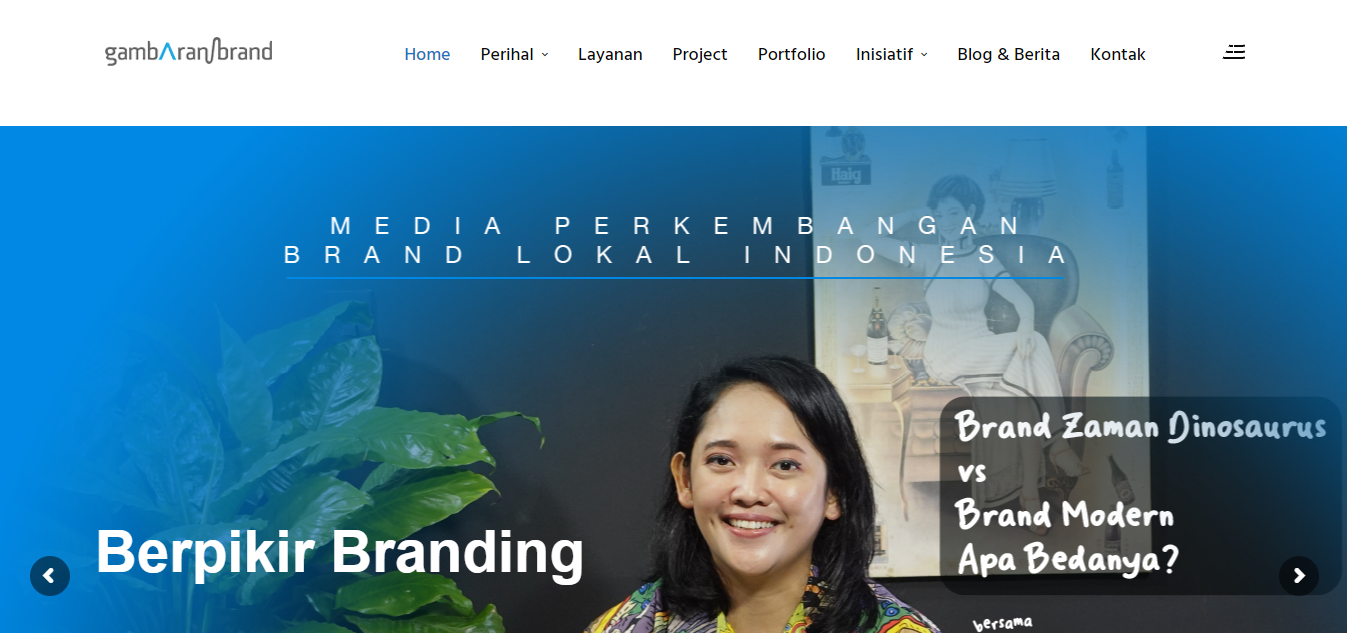 gambaranbrand
Home Perihal Layanan Project Portfolio Inisiatif Blog & Berita Kontak
MEDIA PERKEMBANGAN
BRAND LOKAL INDONESIA
Haig
Brand Zaman Dinosaurus
vs
Brand Modern
Apa Bedanya?
Berpikir Branding
bersama